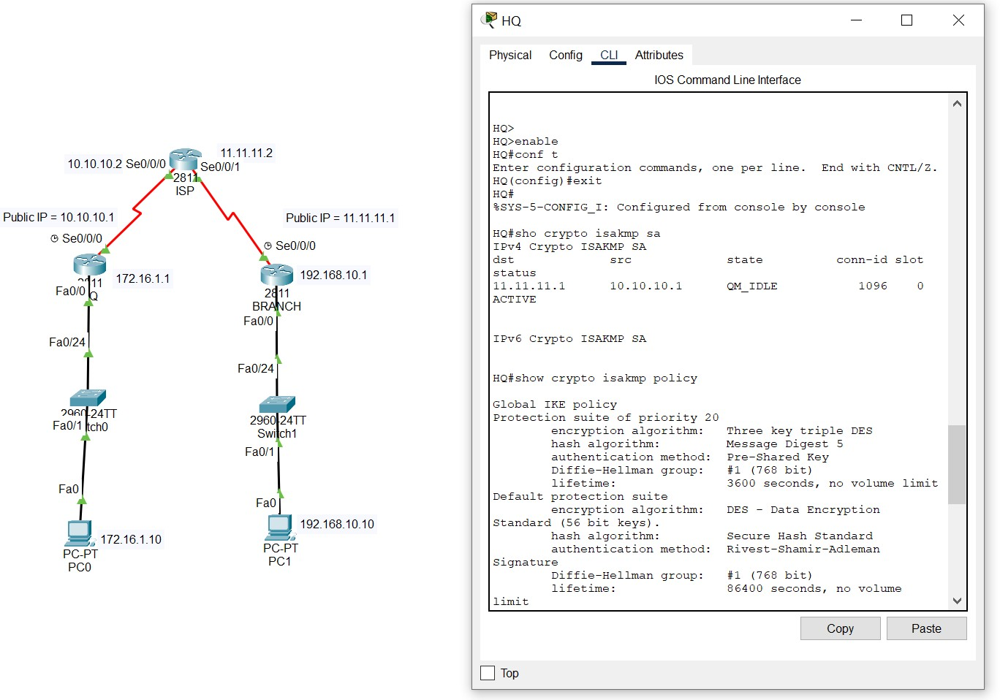 11.11.11.2
10.10.10.2 Se0/0/0
Se0/0/1
2811
ISP
Public IP = 10.10.10.1
Public IP = 11.11.11.1
Se0/0/0
Se0/0/0
2811
172.16.1.1
Fa0/0
Q
192.168.10.1
2811
BRANCH
Fa0/0
Fa0/24
Fa0/24
2960-24TT
Fa0/1
tch0
2960-24TT
Switch1
Fa0/1
Fa0
Fa0
172.16.1.10
PC-PT
PC0
192.168.10.10
PC-PT
PC1
HQ
Physical Config CLI Attributes
IOS Command Line Interface
HQ>
HQ>enable
HQ#conf t
Enter configuration commands, one per line. End with CNTL/Z.
HQ(config)#exit
HQ#
%SYS-5-CONFIG_I: Configured from console by console
HQ#sho crypto isakmp sa
IPv4 Crypto ISAKMP SA
dst src state conn-id slot
status
11.11.11.1 10.10.10.1 QM_IDLE 1096 0
ACTIVE
IPv6 Crypto ISAKMP SA
HQ#show crypto isakmp policy
Global IKE policy
Protection suite of priority 20
encryption algorithm: Three key triple DES
hash algorithm: Message Digest 5
authentication method: Pre-Shared Key
Diffie-Hellman group: #1 (768 bit)
lifetime: 3600 seconds, no volume limit
Default protection suite
encryption algorithm: DES - Data Encryption
Standard (56 bit keys).
hash algorithm: Secure Hash Standard
authentication method: Rivest-Shamir-Adleman
Signature
Diffie-Hellman group: #1 (768 bit)
lifetime: 86400 seconds, no volume
limit
Copy Paste
Top